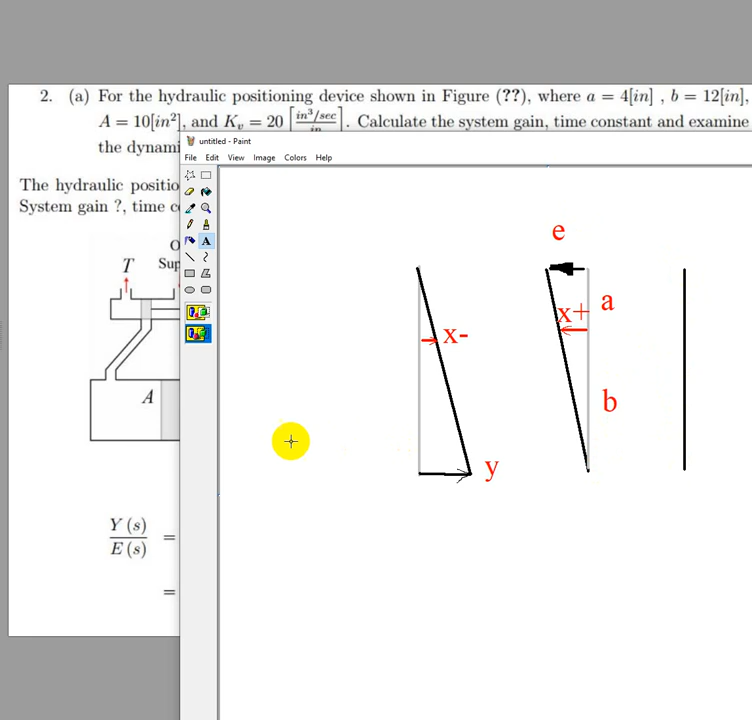 2. (a) For the hydraulic positioning device shown in Figure (??), where a = 4[in] , b = 12[in],
A = 10[in²], and Kᵥ = 20 [in³/sec / in]. Calculate the system gain, time constant and examine
the dynami
untitled - Paint
File Edit View Image Colors Help
The hydraulic positio
System gain ?, time c
T Sup
A
Y (s)
E (s)
=
=
e
a
x+
x-
b
y